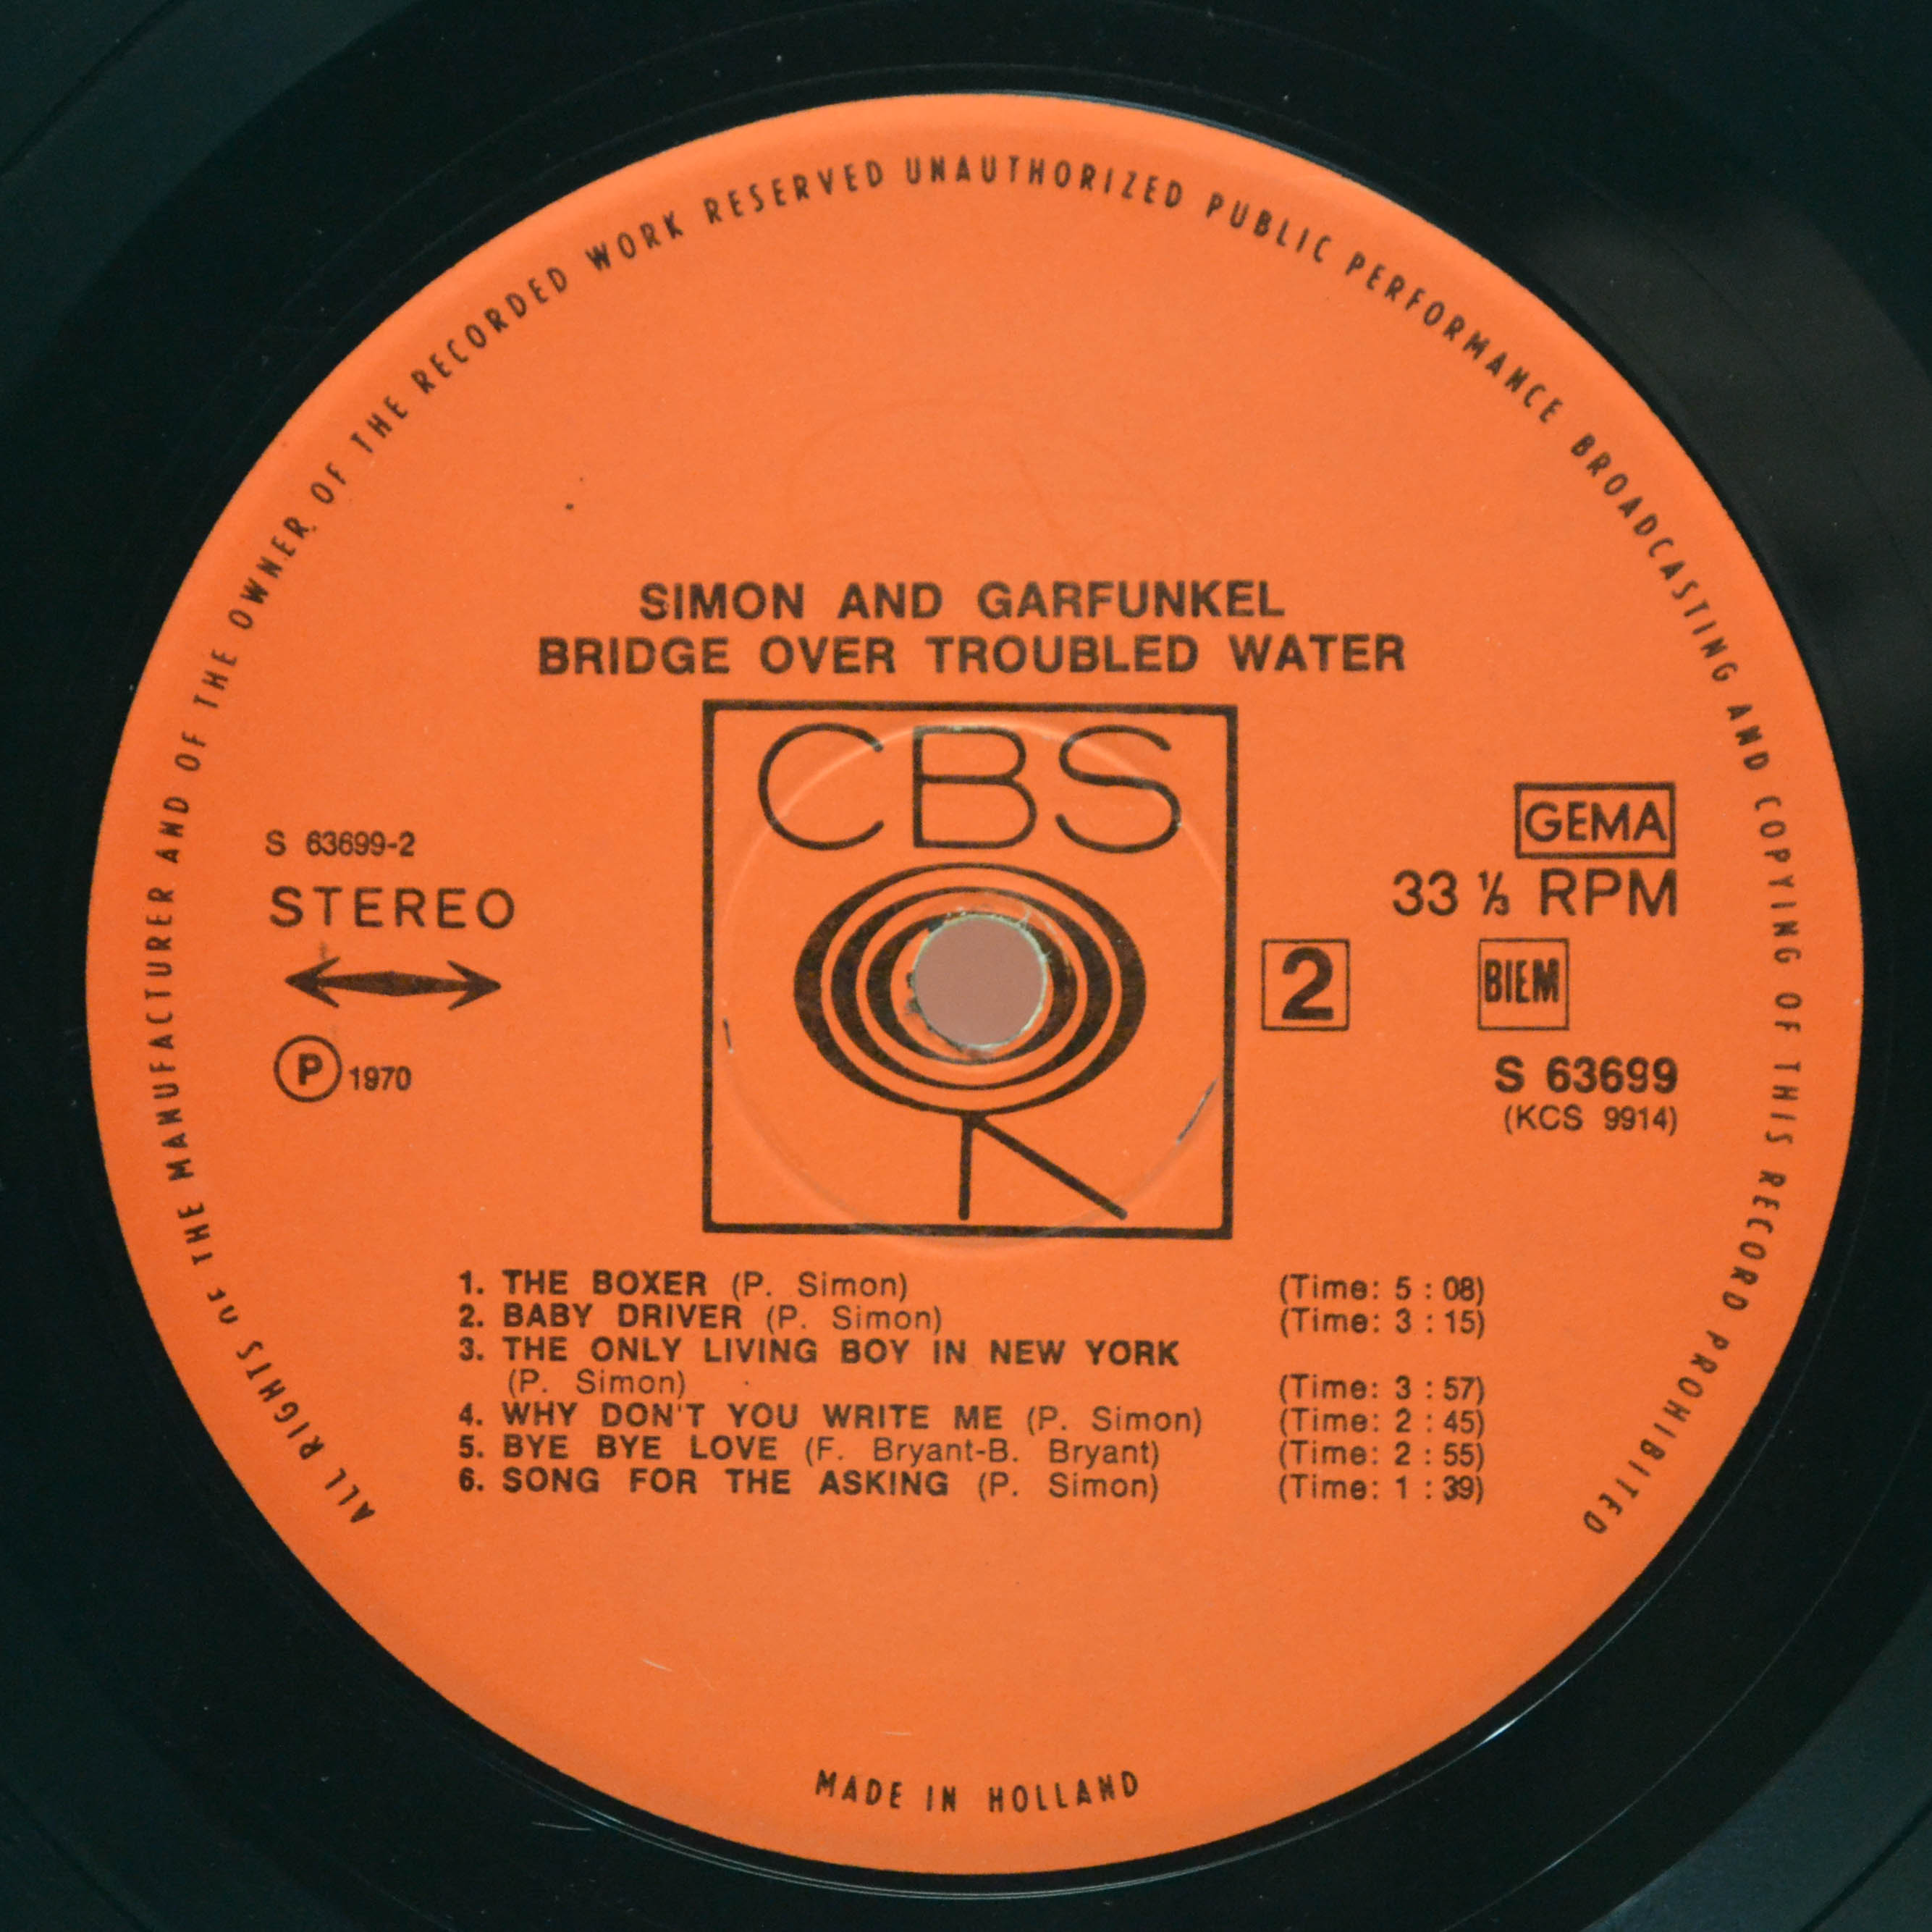 ALL RIGHTS OF THE MANUFACTURER AND OF THE OWNER OF THE RECORDED WORK RESERVED UNAUTHORIZED PUBLIC PERFORMANCE BROADCASTING AND COPYING OF THIS RECORD PROHIBITED
SIMON AND GARFUNKEL
BRIDGE OVER TROUBLED WATER
CBS
S 63699-2
STEREO
P 1970
GEMA
33 ⅓ RPM
2
BIEM
S 63699
(KCS 9914)
1. THE BOXER (P. Simon) (Time: 5 : 08)
2. BABY DRIVER (P. Simon) (Time: 3 : 15)
3. THE ONLY LIVING BOY IN NEW YORK
(P. Simon) (Time: 3 : 57)
4. WHY DON'T YOU WRITE ME (P. Simon) (Time: 2 : 45)
5. BYE BYE LOVE (F. Bryant-B. Bryant) (Time: 2 : 55)
6. SONG FOR THE ASKING (P. Simon) (Time: 1 : 39)
MADE IN HOLLAND